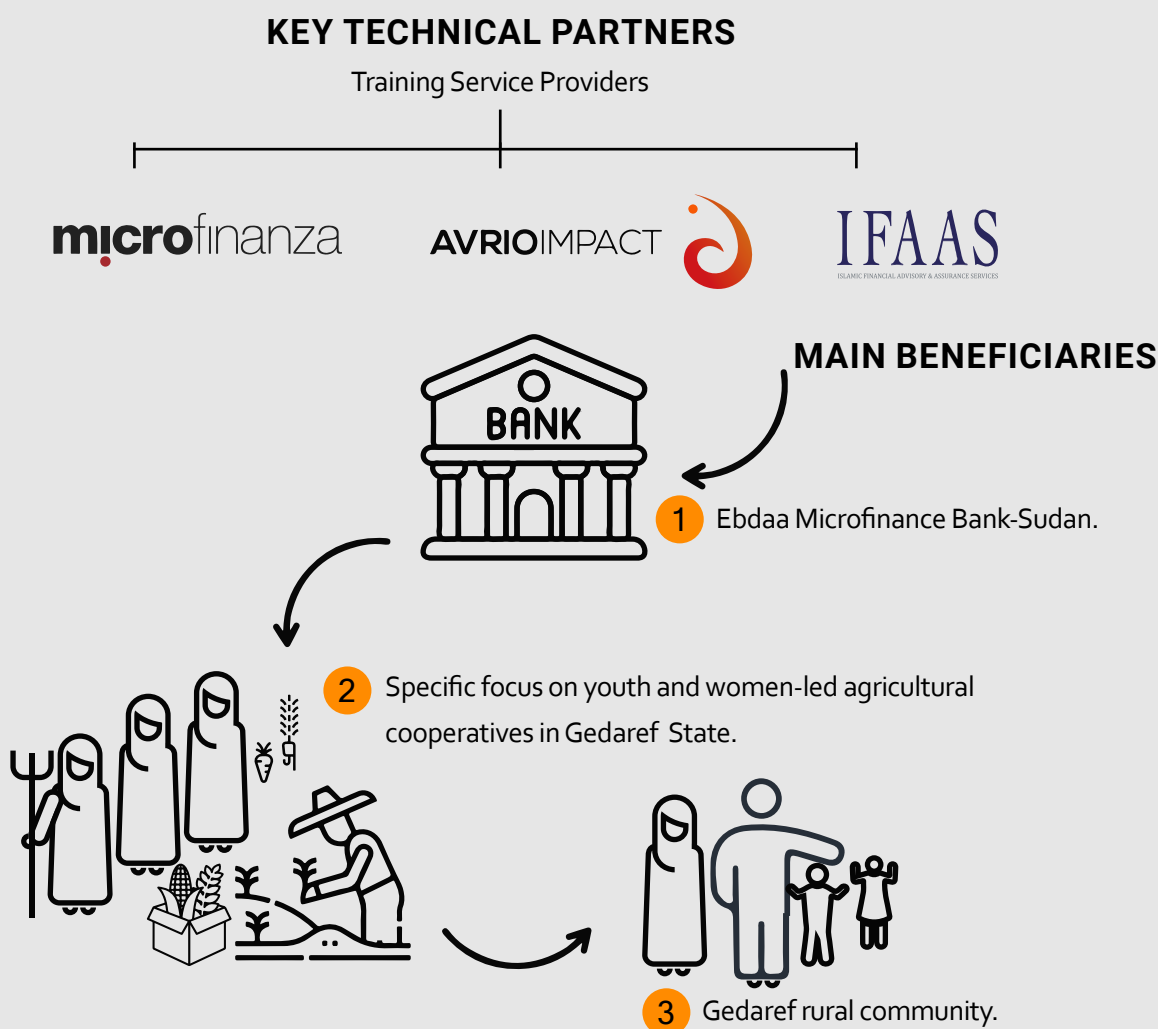 KEY TECHNICAL PARTNERS
Training Service Providers
microfinanza
AVRIOIMPACT
IFAAS
ISLAMIC FINANCIAL ADVISORY & ASSURANCE SERVICES
MAIN BENEFICIARIES
BANK
1 Ebdaa Microfinance Bank-Sudan.
2 Specific focus on youth and women-led agricultural
cooperatives in Gedaref State.
3 Gedaref rural community.